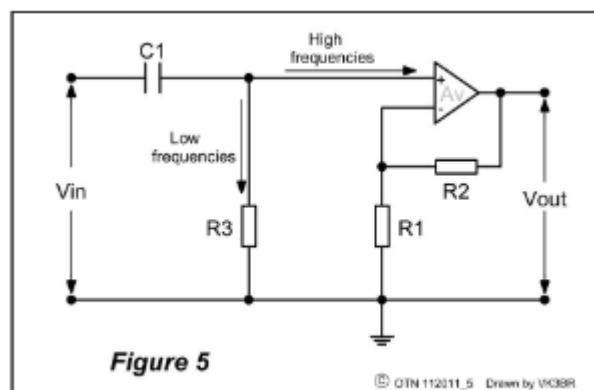 C1
High
frequencies
+
Av
-
Low
frequencies
Vin
R2
Vout
R3
R1
Figure 5
© OTN 112011_5 Drawn by VK3BR